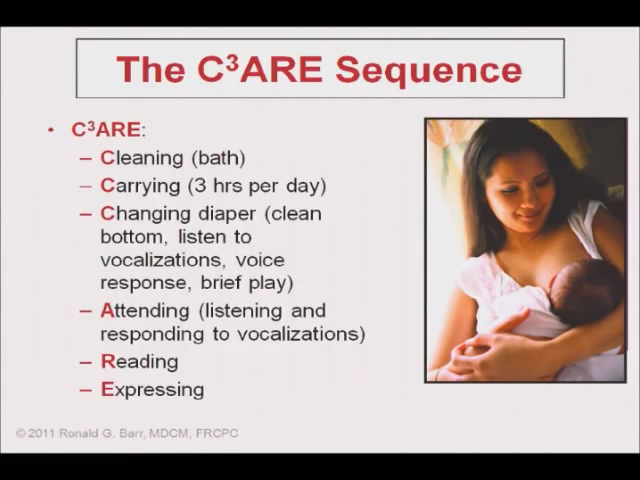 The C³ARE Sequence
• C³ARE:
– Cleaning (bath)
– Carrying (3 hrs per day)
– Changing diaper (clean
bottom, listen to
vocalizations, voice
response, brief play)
– Attending (listening and
responding to vocalizations)
– Reading
– Expressing
© 2011 Ronald G. Barr, MDCM, FRCPC